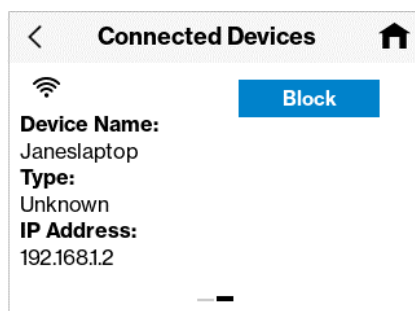 Connected Devices
Block
Device Name:
Janeslaptop
Type:
Unknown
IP Address:
192.168.1.2